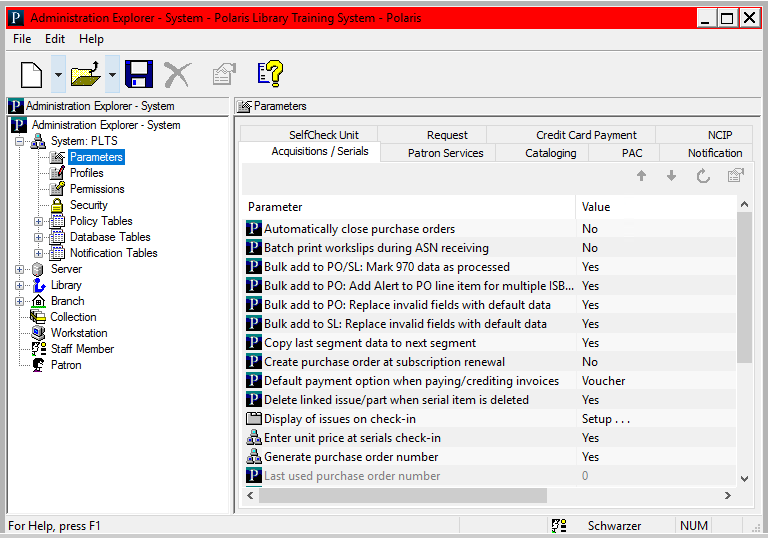 Administration Explorer - System - Polaris Library Training System - Polaris
File Edit Help
Administration Explorer - System
Parameters
Administration Explorer - System
System: PLTS
Parameters
Profiles
Permissions
Security
Policy Tables
Database Tables
Notification Tables
Server
Library
Branch
Collection
Workstation
Staff Member
Patron
SelfCheck Unit Request Credit Card Payment NCIP
Acquisitions / Serials Patron Services Cataloging PAC Notification
Parameter Value
Automatically close purchase orders No
Batch print workslips during ASN receiving No
Bulk add to PO/SL: Mark 970 data as processed Yes
Bulk add to PO: Add Alert to PO line item for multiple ISB... Yes
Bulk add to PO: Replace invalid fields with default data Yes
Bulk add to SL: Replace invalid fields with default data Yes
Copy last segment data to next segment Yes
Create purchase order at subscription renewal No
Default payment option when paying/crediting invoices Voucher
Delete linked issue/part when serial item is deleted Yes
Display of issues on check-in Setup . . .
Enter unit price at serials check-in Yes
Generate purchase order number Yes
Last used purchase order number 0
For Help, press F1 Schwarzer NUM